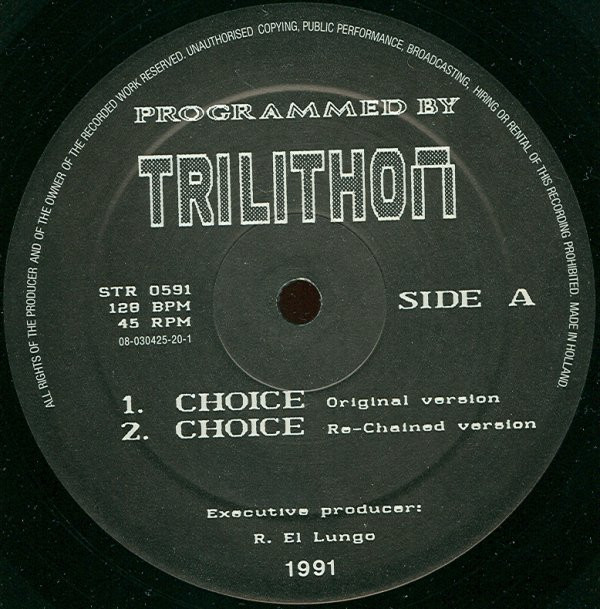 ALL RIGHTS OF THE PRODUCER AND OF THE OWNER OF THE RECORDED WORK RESERVED. UNAUTHORISED COPYING, PUBLIC PERFORMANCE, BROADCASTING, HIRING OR RENTAL OF THIS RECORDING PROHIBITED. MADE IN HOLLAND.
PROGRAMMED BY
TRILITHON
STR 0591
128 BPM
45 RPM
08-030425-20-1
SIDE A
1. CHOICE Original version
2. CHOICE Re-Chained version
Executive producer:
R. El Lungo
1991